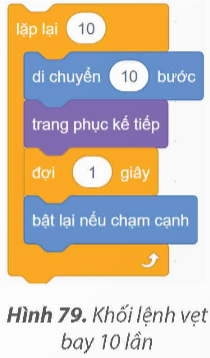 lặp lại 10
di chuyển 10 bước
trang phục kế tiếp
đợi 1 giây
bật lại nếu chạm cạnh
Hình 79. Khối lệnh vẹt
bay 10 lần